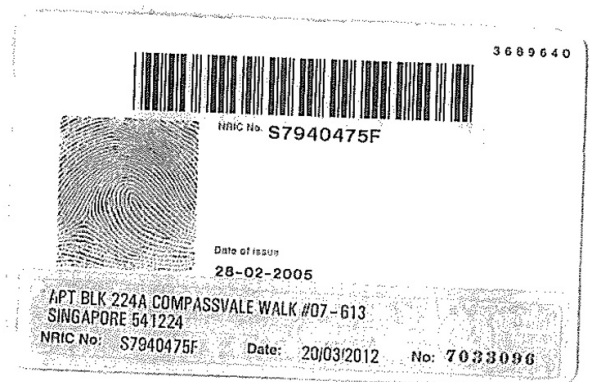 3689640
NRIC No. S7940475F
Date of issue
28-02-2005
APT BLK 224A COMPASSVALE WALK #07-613
SINGAPORE 541224
NRIC No: S7940475F Date: 20/03/2012 No: 7033096